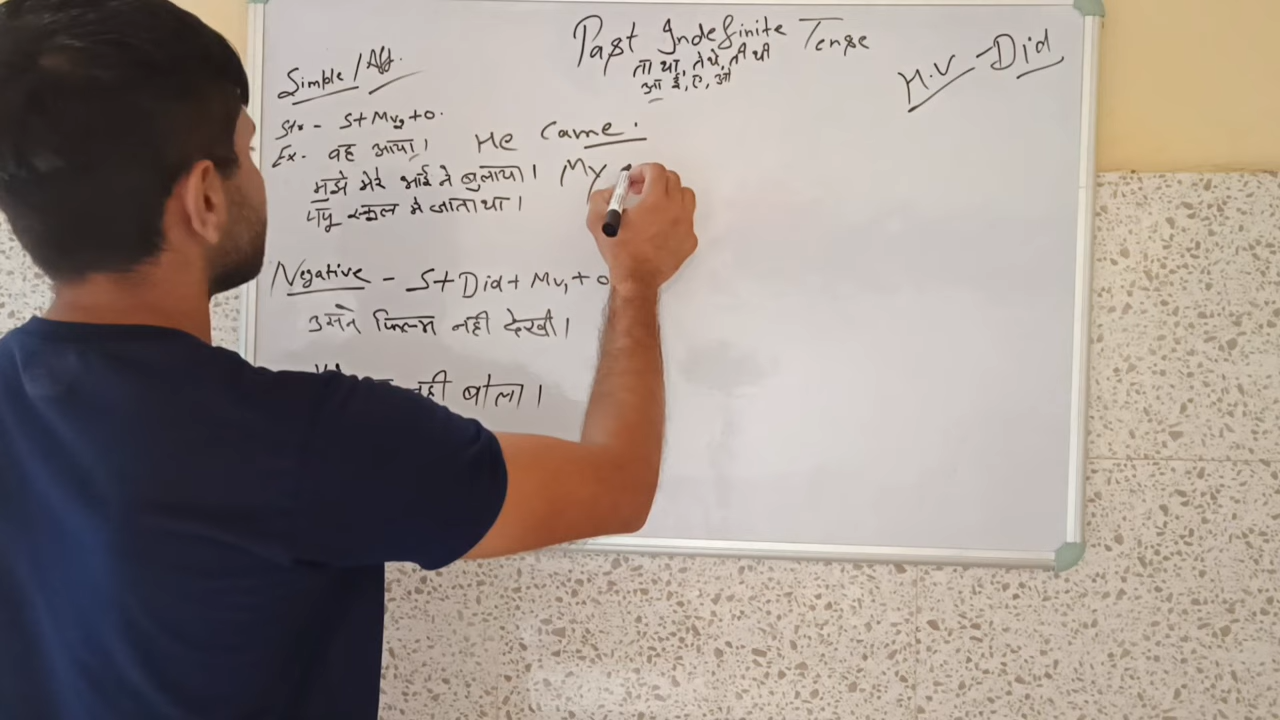 Past Indefinite Tense
ता था, ते थे, ती थी
आ ई, ए, ओ
H.V - Did
Simple / Aff.
Str - S+Mv2+o.
Ex. वह आया। He Came.
मुझे मेरे भाई ने बुलाया। My
पप्पू स्कूल मे जाता था।
Negative - S+Did+Mv1+o
उसने फिल्म नही देखी।
नही बोला।